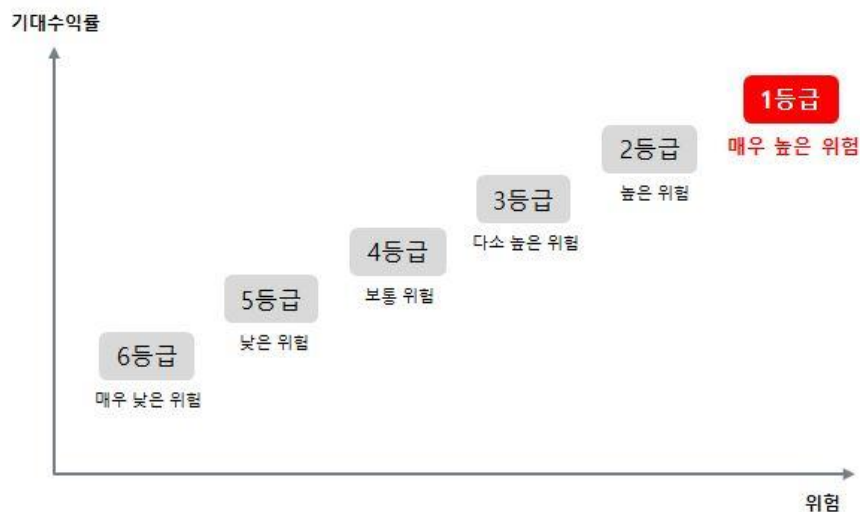 기대수익률
1등급
매우 높은 위험
2등급
높은 위험
3등급
다소 높은 위험
4등급
보통 위험
5등급
낮은 위험
6등급
매우 낮은 위험
위험